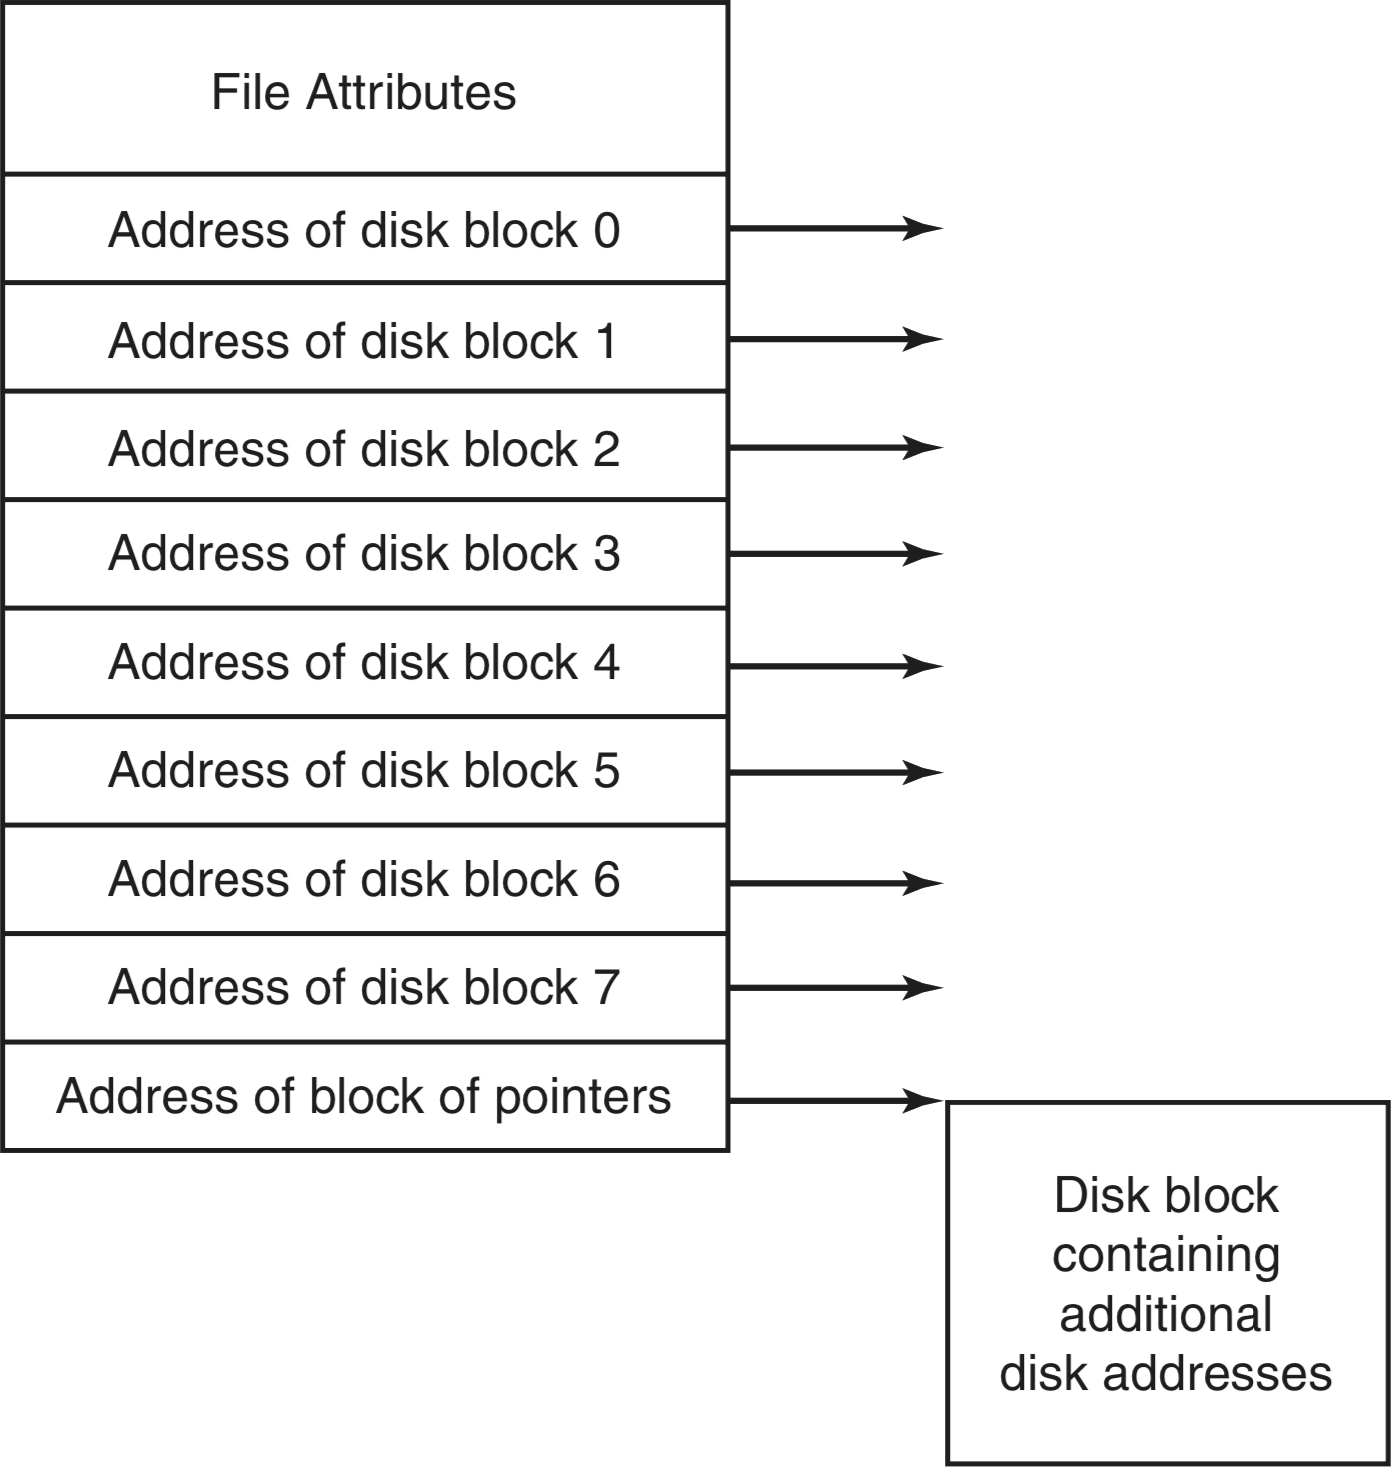 File Attributes
Address of disk block 0
Address of disk block 1
Address of disk block 2
Address of disk block 3
Address of disk block 4
Address of disk block 5
Address of disk block 6
Address of disk block 7
Address of block of pointers
Disk block
containing
additional
disk addresses